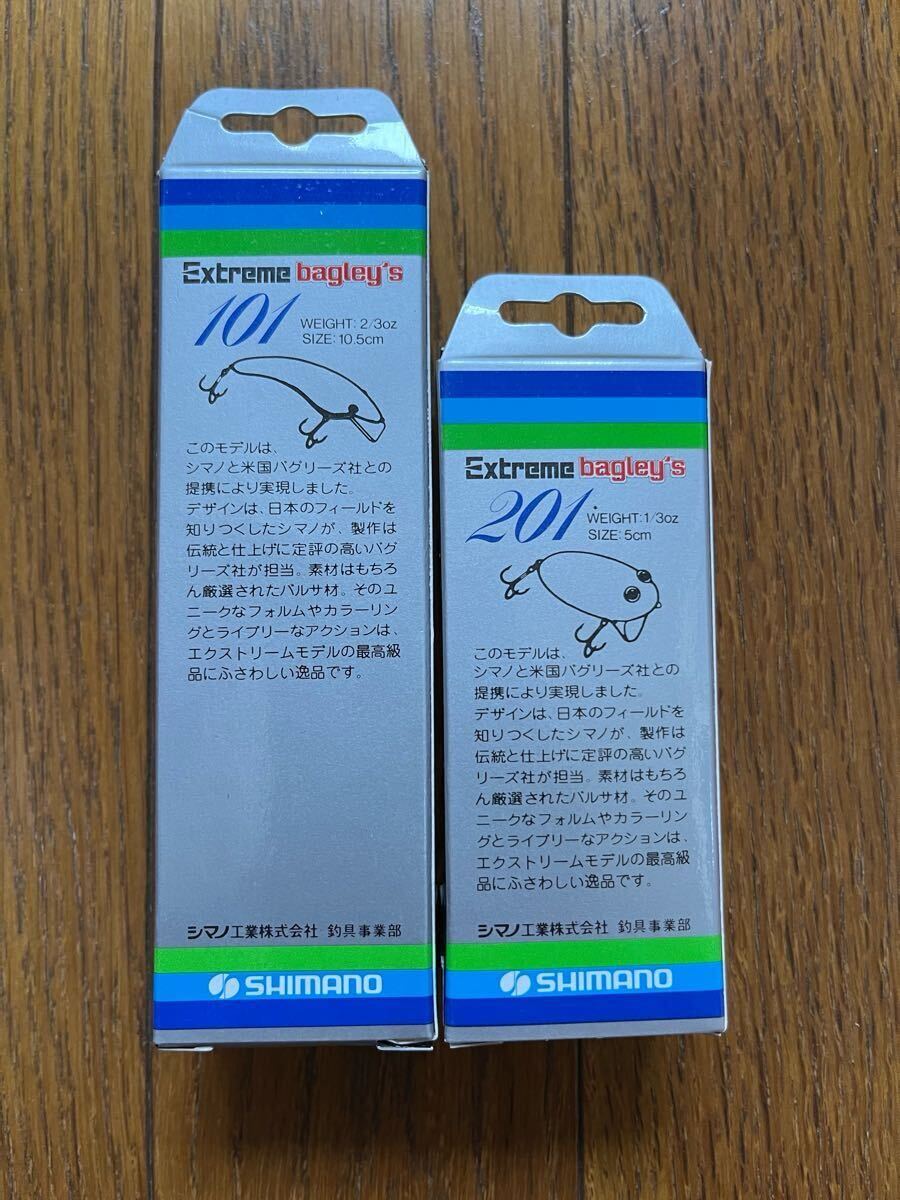 Extreme bagley's
101 WEIGHT: 2/3oz
SIZE: 10.5cm
このモデルは、
シマノと米国バグリーズ社との
提携により実現しました。
デザインは、日本のフィールドを
知りつくしたシマノが、製作は
伝統と仕上げに定評の高いバグ
リーズ社が担当。素材はもちろ
ん厳選されたバルサ材。そのユ
ニークなフォルムやカラーリン
グとライブリーなアクションは、
エクストリームモデルの最高級
品にふさわしい逸品です。
シマノ工業株式会社 釣具事業部
SHIMANO
Extreme bagley's
201 WEIGHT: 1/3oz
SIZE: 5cm
このモデルは、
シマノと米国バグリーズ社との
提携により実現しました。
デザインは、日本のフィールドを
知りつくしたシマノが、製作は
伝統と仕上げに定評の高いバグ
リーズ社が担当。素材はもちろ
ん厳選されたバルサ材。そのユ
ニークなフォルムやカラーリン
グとライブリーなアクションは、
エクストリームモデルの最高級
品にふさわしい逸品です。
シマノ工業株式会社 釣具事業部
SHIMANO